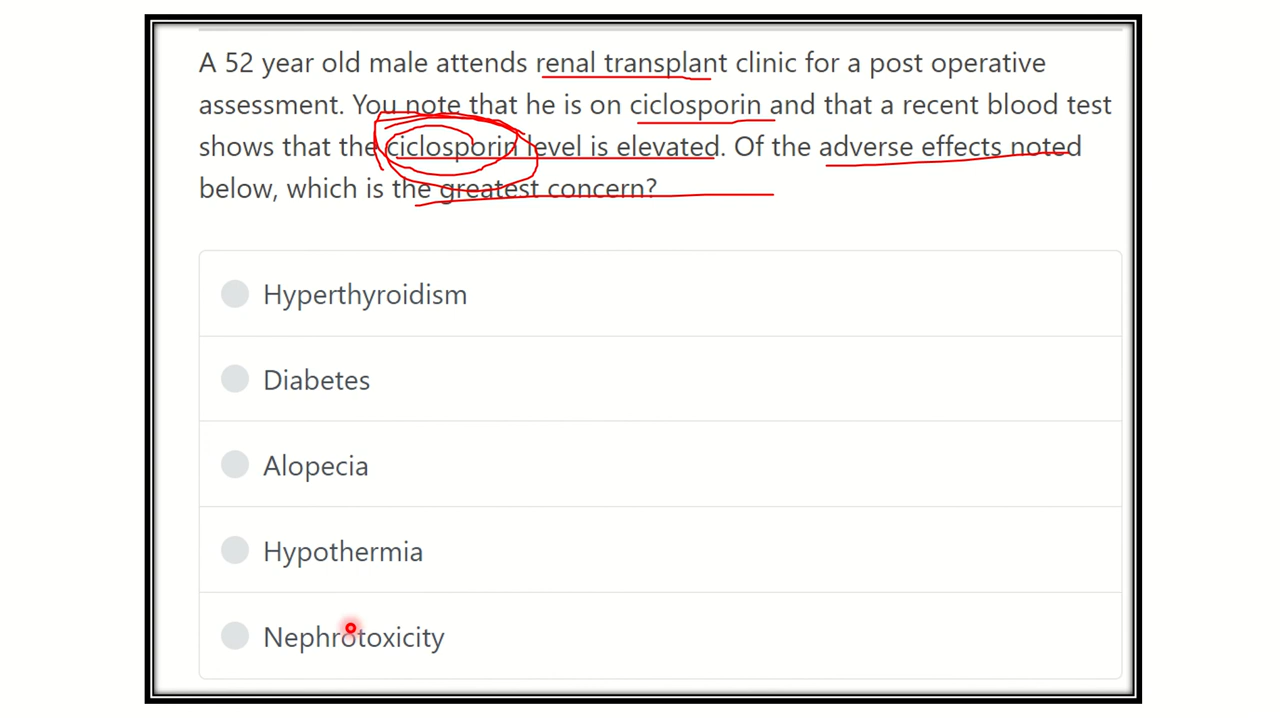 A 52 year old male attends renal transplant clinic for a post operative
assessment. You note that he is on ciclosporin and that a recent blood test
shows that the ciclosporin level is elevated. Of the adverse effects noted
below, which is the greatest concern?
Hyperthyroidism
Diabetes
Alopecia
Hypothermia
Nephrotoxicity